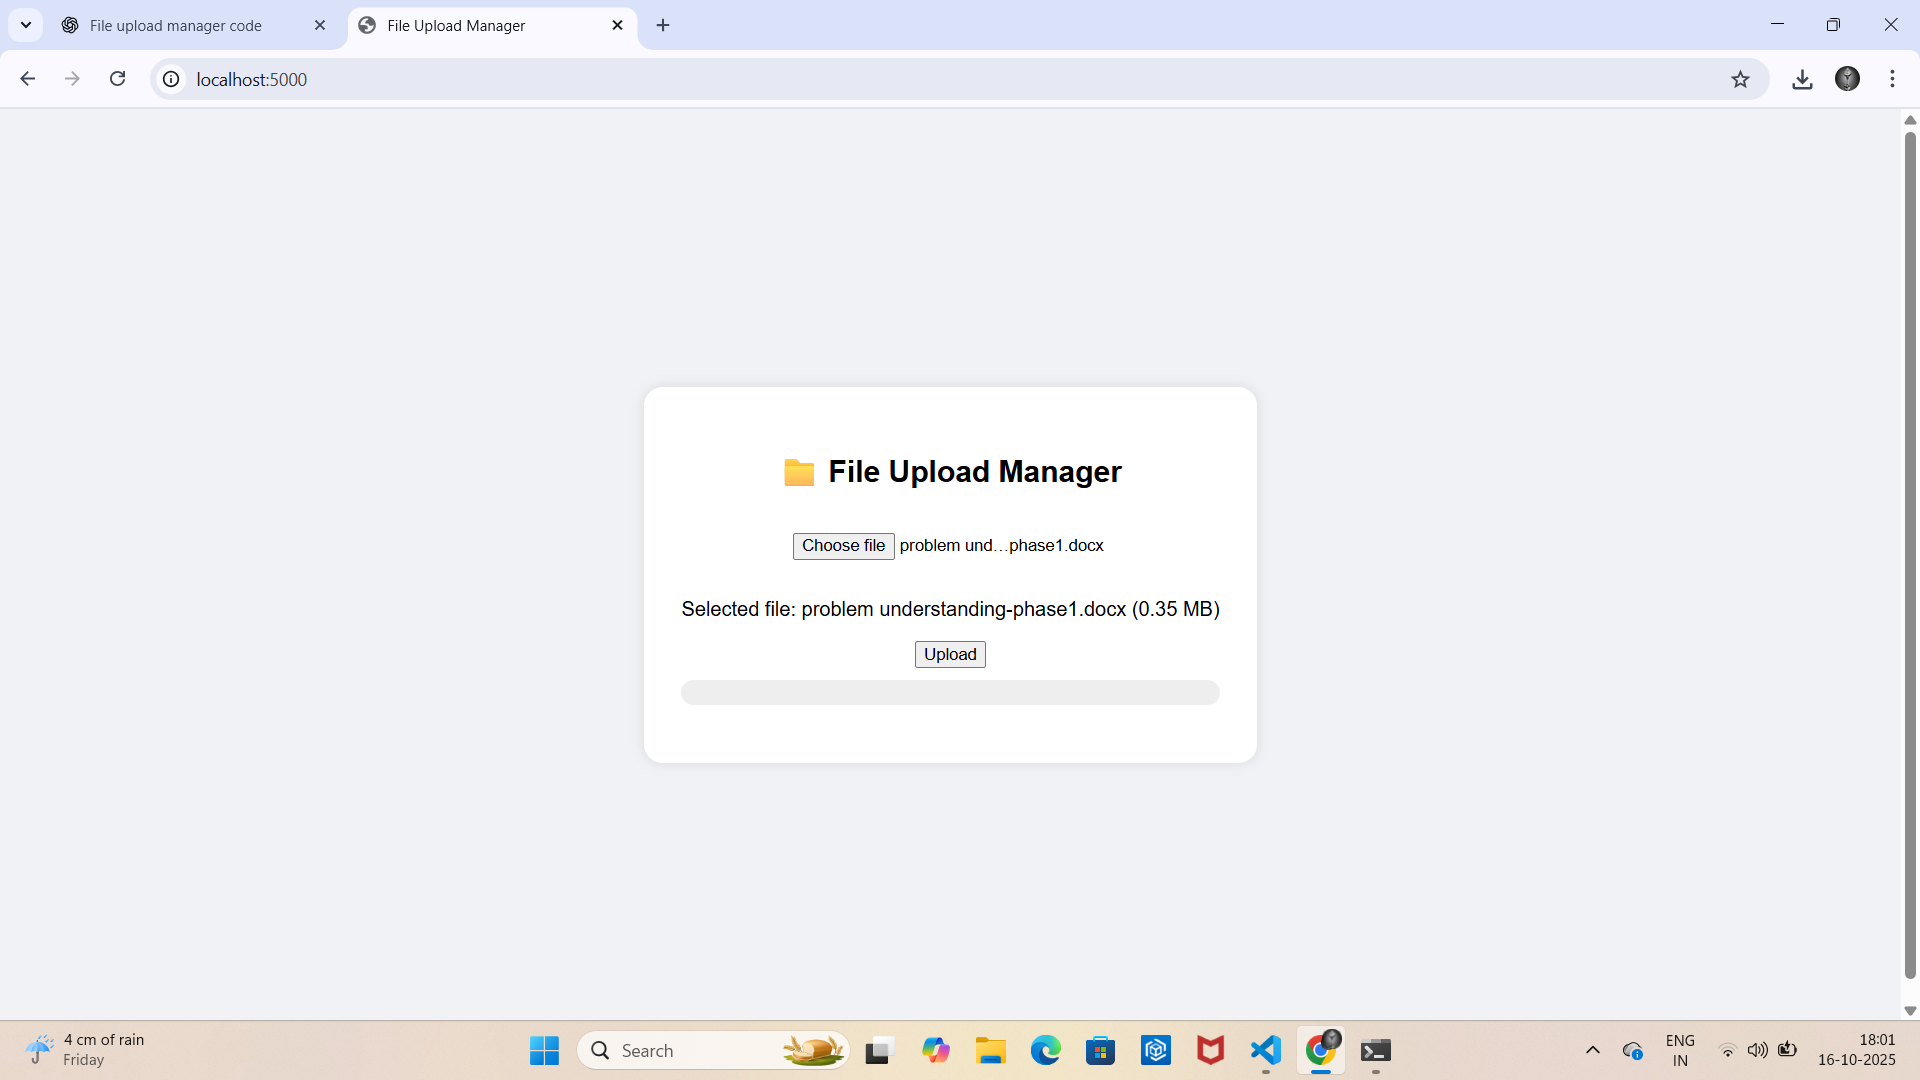 File upload manager code
File Upload Manager
localhost:5000
File Upload Manager
Choose file problem und...phase1.docx
Selected file: problem understanding-phase1.docx (0.35 MB)
Upload
4 cm of rain
Friday
Search
ENG
IN
18:01
16-10-2025